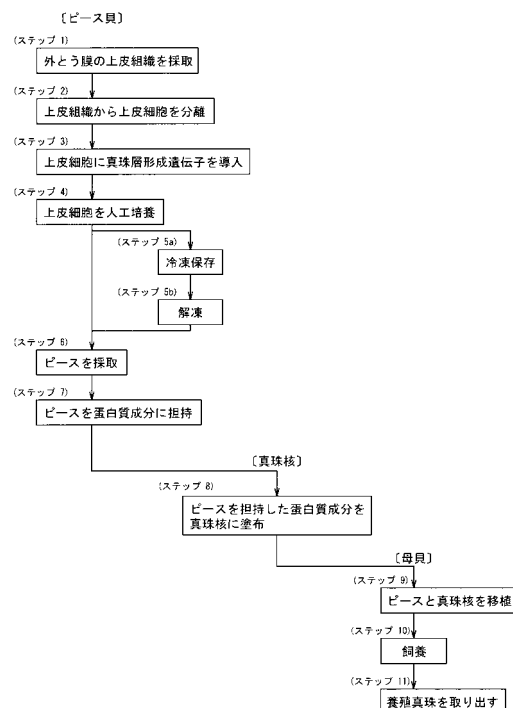 〔ピース貝〕
(ステップ 1)
外とう膜の上皮組織を採取
(ステップ 2)
上皮組織から上皮細胞を分離
(ステップ 3)
上皮細胞に真珠層形成遺伝子を導入
(ステップ 4)
上皮細胞を人工培養
(ステップ 5a)
冷凍保存
(ステップ 5b)
解凍
(ステップ 6)
ピースを採取
(ステップ 7)
ピースを蛋白質成分に担持
〔真珠核〕
(ステップ 8)
ピースを担持した蛋白質成分を
真珠核に塗布
〔母貝〕
(ステップ 9)
ピースと真珠核を移植
(ステップ 10)
飼養
(ステップ 11)
養殖真珠を取り出す